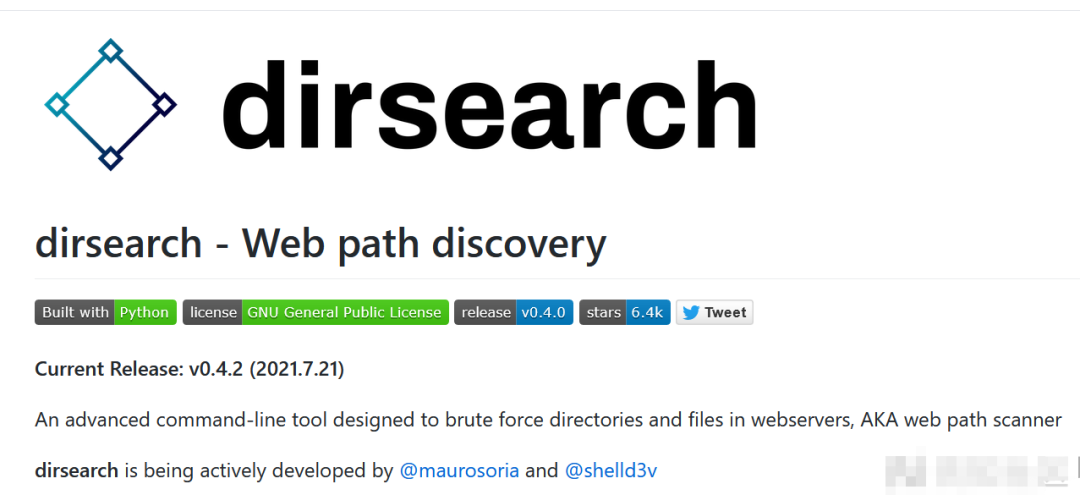 dirsearch
dirsearch - Web path discovery
Built with Python license GNU General Public License release v0.4.0 stars 6.4k Tweet
Current Release: v0.4.2 (2021.7.21)
An advanced command-line tool designed to brute force directories and files in webservers, AKA web path scanner
dirsearch is being actively developed by @maurosoria and @shelld3v